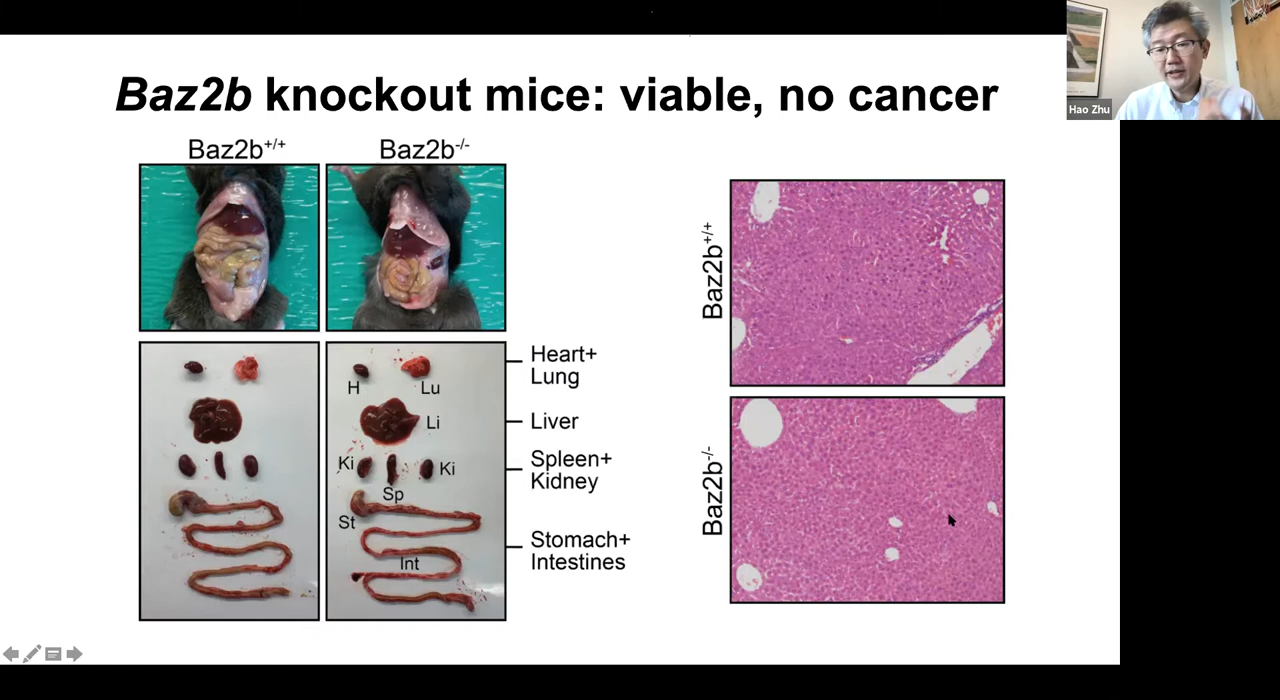 Baz2b knockout mice: viable, no cancer
Baz2b+/+
Baz2b-/-
H
Lu
Li
Ki
Ki
Sp
St
Int
Heart+
Lung
Liver
Spleen+
Kidney
Stomach+
Intestines
Baz2b+/+
Baz2b-/-
Hao Zhu